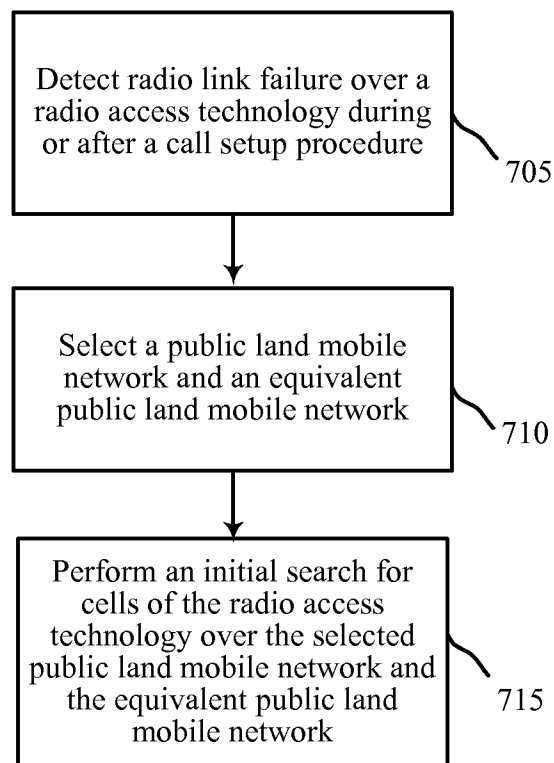 Detect radio link failure over a
radio access technology during
or after a call setup procedure
705
Select a public land mobile
network and an equivalent
public land mobile network
710
Perform an initial search for
cells of the radio access
technology over the selected
public land mobile network and
the equivalent public land
mobile network
715